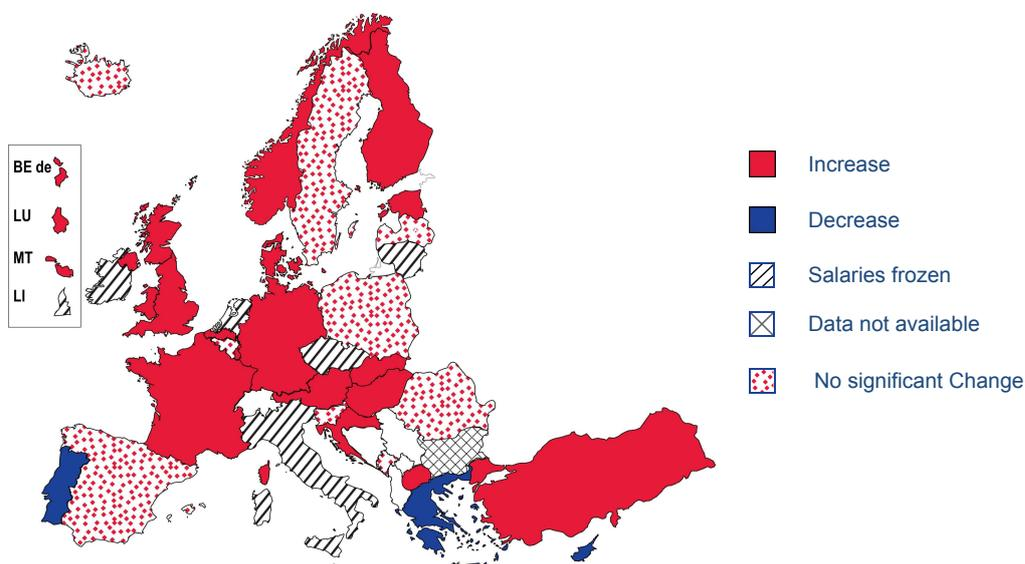 BE de
LU
MT
LI
Increase
Decrease
Salaries frozen
Data not available
No significant Change